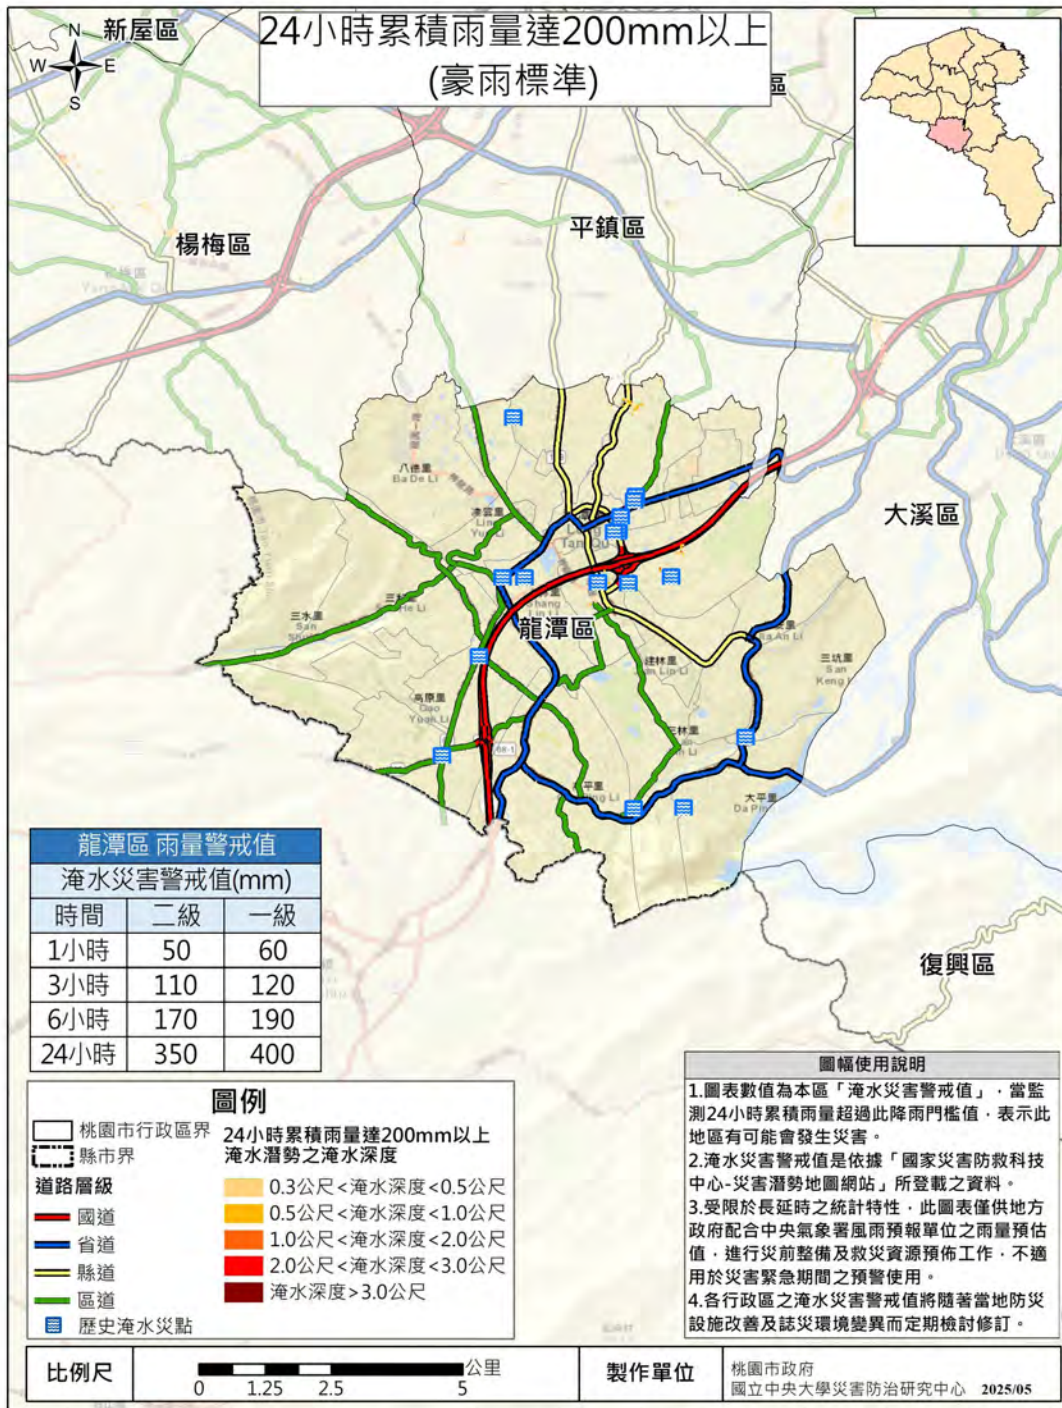 24小時累積雨量達200mm以上
(豪雨標準)
新屋區
N
W
E
S
區
平鎮區
楊梅區
大溪區
八德里
Ba De Li
凌雲里
三水里
San
高原里
Gao
Yuan Li
龍潭區
三坑里
San
三林里
大平里
68-1
復興區
龍潭區 雨量警戒值
淹水災害警戒值(mm)
時間 二級 一級
1小時 50 60
3小時 110 120
6小時 170 190
24小時 350 400
圖例
桃園市行政區界
縣市界
道路層級
國道
省道
縣道
區道
歷史淹水災點
24小時累積雨量達200mm以上
淹水潛勢之淹水深度
0.3公尺<淹水深度<0.5公尺
0.5公尺<淹水深度<1.0公尺
1.0公尺<淹水深度<2.0公尺
2.0公尺<淹水深度<3.0公尺
淹水深度>3.0公尺
圖幅使用說明
1.圖表數值為本區「淹水災害警戒值」，當監
測24小時累積雨量超過此降雨門檻值，表示此
地區有可能會發生災害。
2.淹水災害警戒值是依據「國家災害防救科技
中心-災害潛勢地圖網站」所登載之資料。
3.受限於長延時之統計特性，此圖表僅供地方
政府配合中央氣象署風雨預報單位之雨量預估
值，進行災前整備及救災資源預佈工作，不適
用於災害緊急期間之預警使用。
4.各行政區之淹水災害警戒值將隨著當地防災
設施改善及誌災環境變異而定期檢討修訂。
比例尺
0 1.25 2.5 5
公里
製作單位
桃園市政府
國立中央大學災害防治研究中心 2025/05